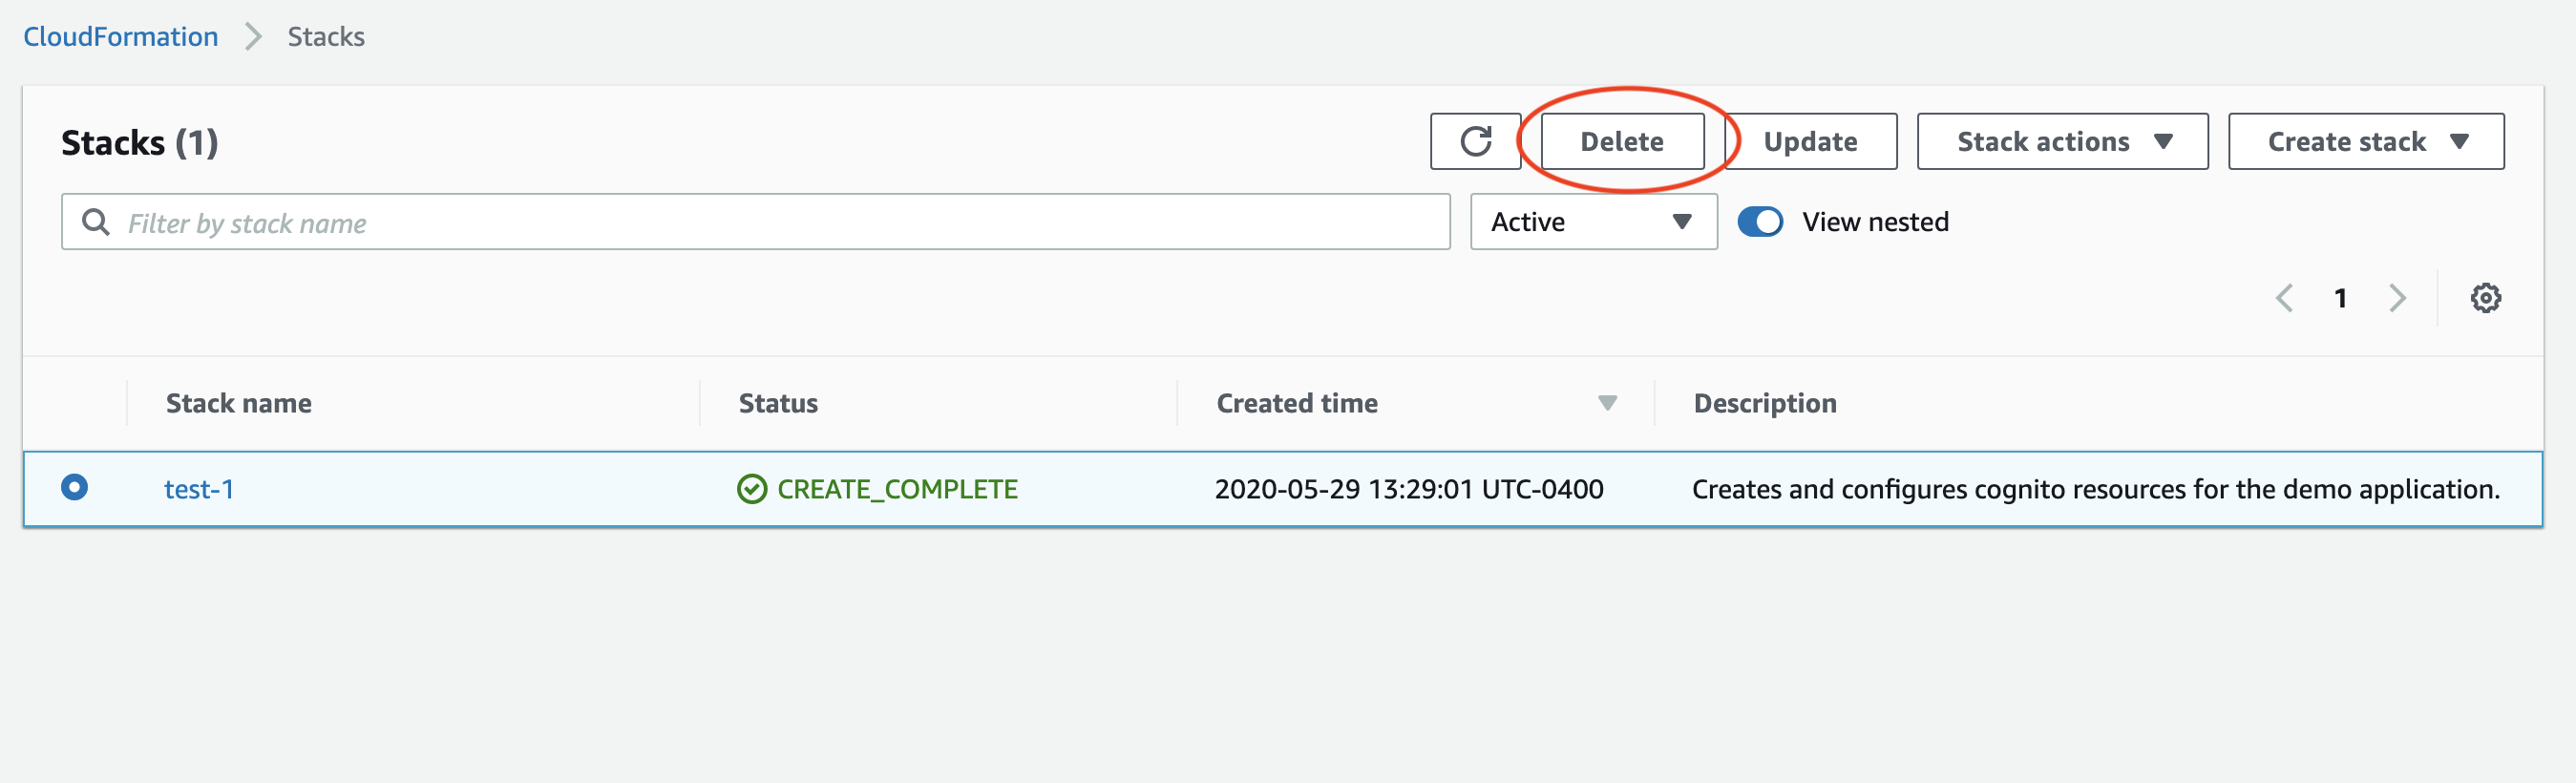 CloudFormation Stacks
Stacks (1) Delete Update Stack actions Create stack
Filter by stack name Active View nested
1
Stack name Status Created time Description
test-1 CREATE_COMPLETE 2020-05-29 13:29:01 UTC-0400 Creates and configures cognito resources for the demo application.